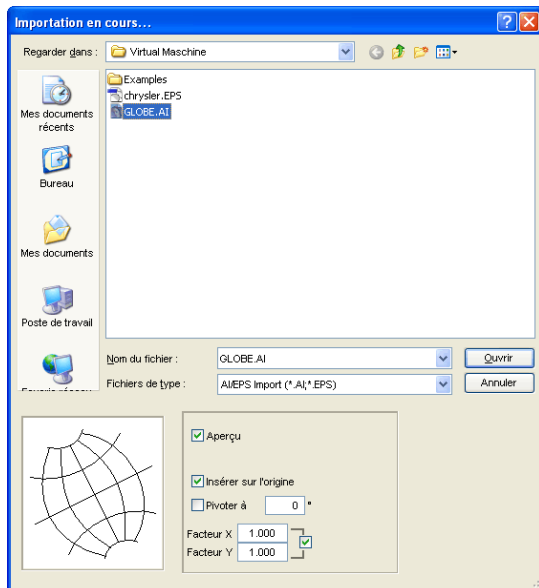 Importation en cours...
Regarder dans :
Virtual Maschine
Mes documents
récents
Bureau
Mes documents
Poste de travail
Examples
chrysler.EPS
GLOBE.AI
Nom du fichier :
GLOBE.AI
Ouvrir
Fichiers de type :
AI/EPS Import (*.AI;*.EPS)
Annuler
Aperçu
Insérer sur l'origine
Pivoter à
0 °
Facteur X
1.000
Facteur Y
1.000